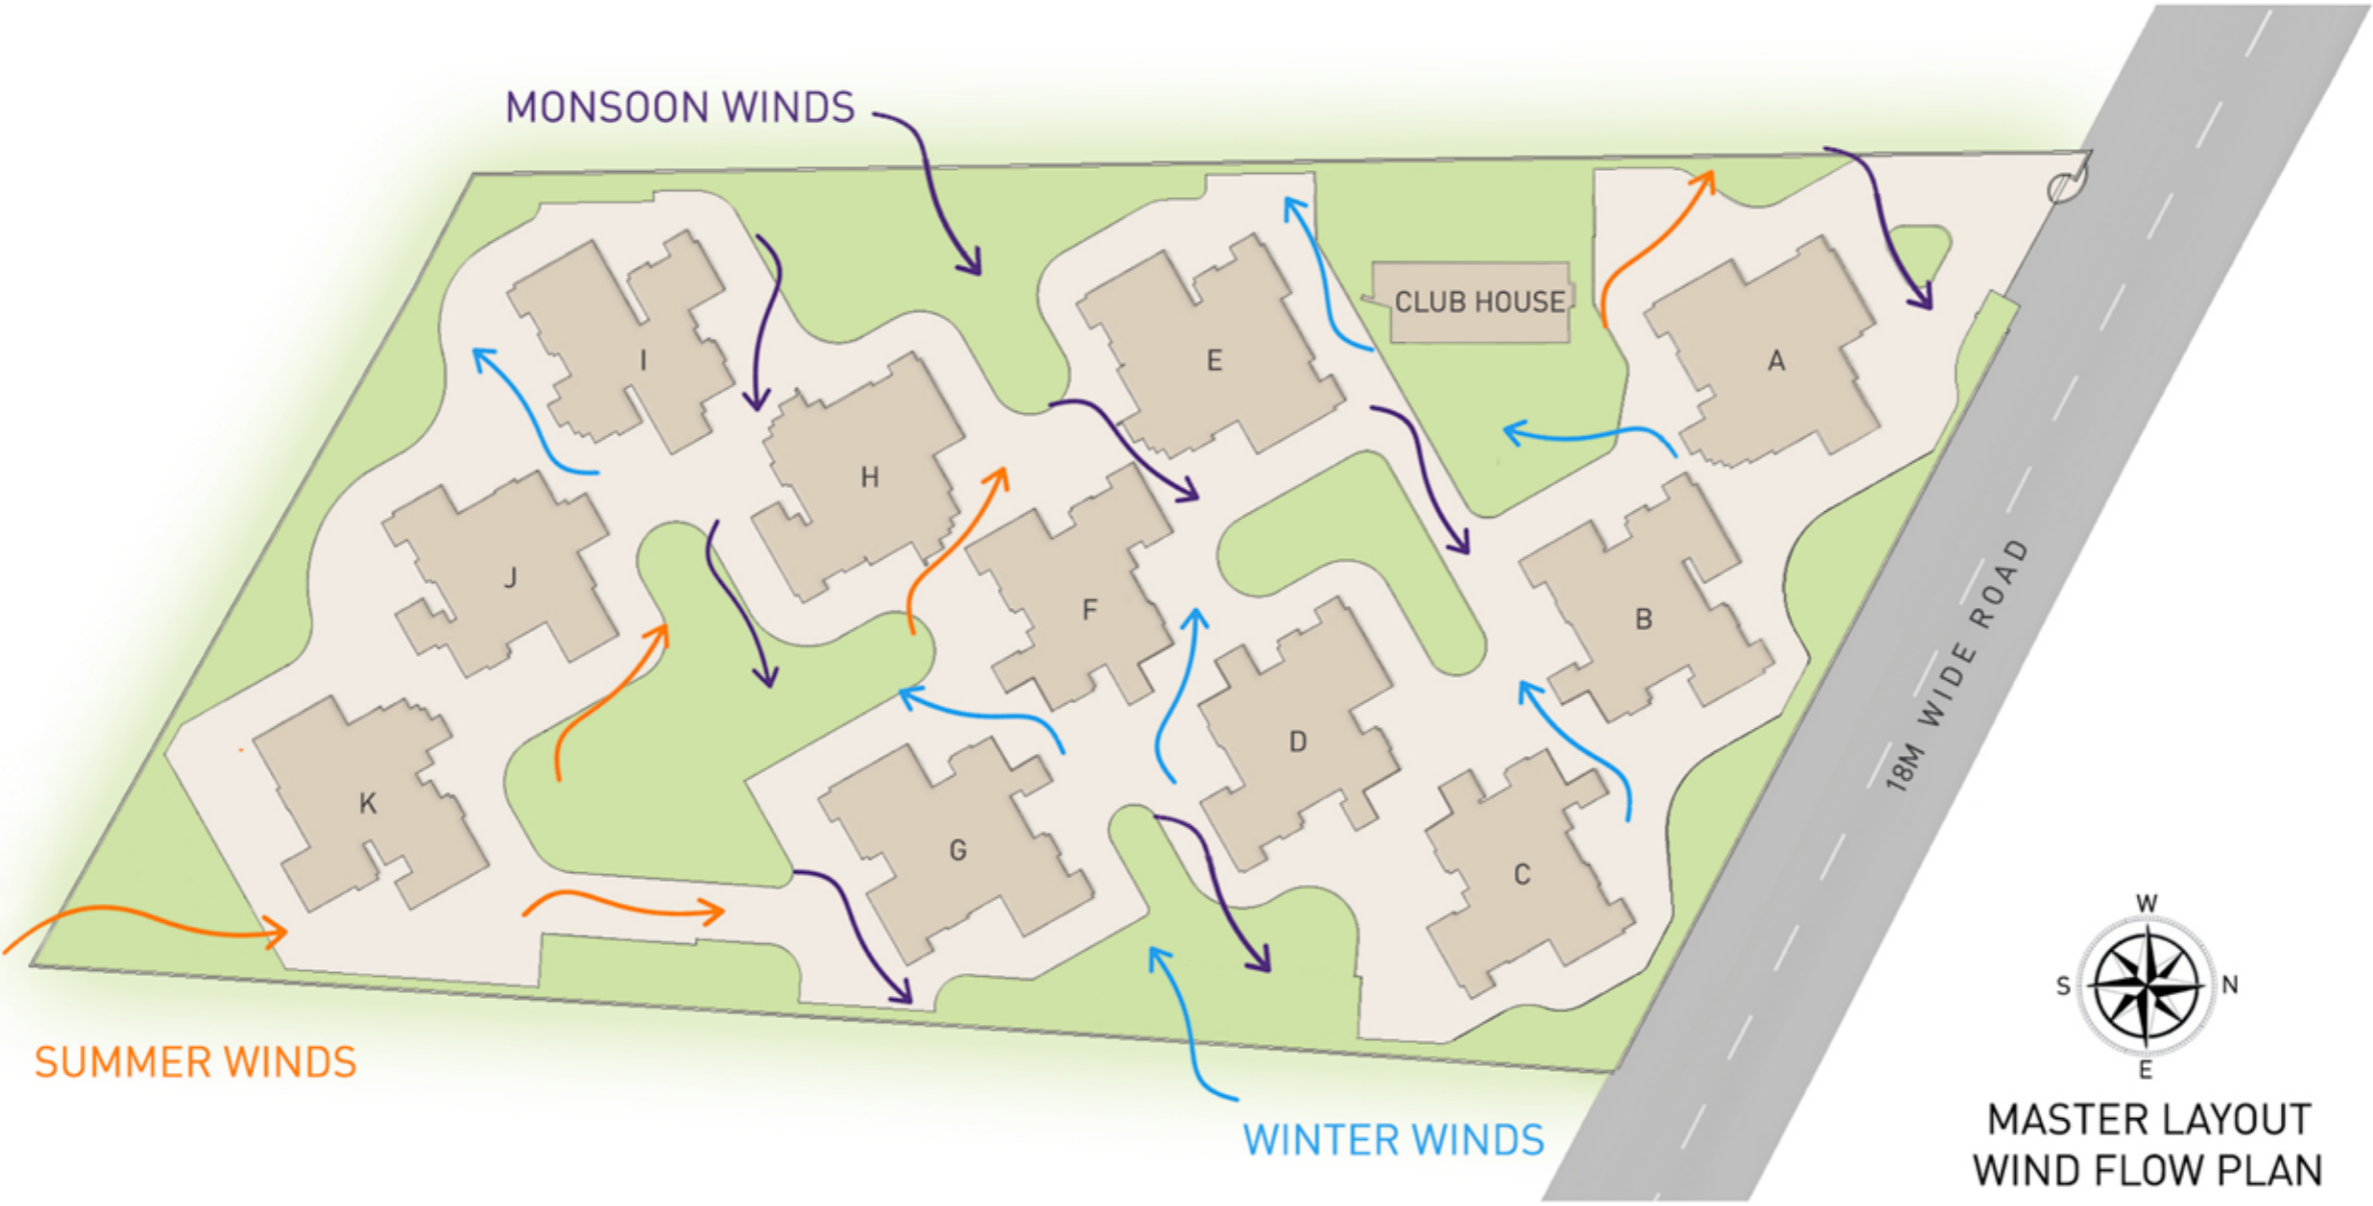 MONSOON WINDS
CLUB HOUSE
I
E
A
H
J
F
B
D
K
G
C
18M WIDE ROAD
SUMMER WINDS
WINTER WINDS
W
S
N
E
MASTER LAYOUT
WIND FLOW PLAN